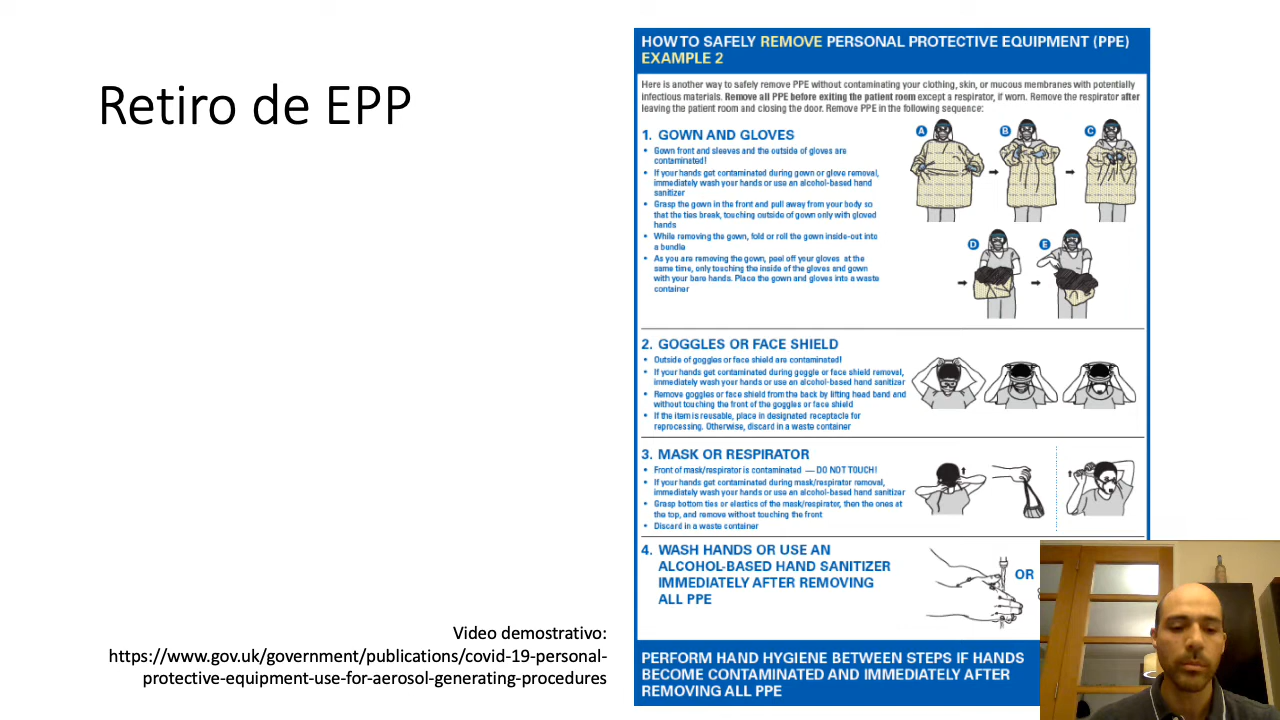 Retiro de EPP
HOW TO SAFELY REMOVE PERSONAL PROTECTIVE EQUIPMENT (PPE)
EXAMPLE 2
Here is another way to safely remove PPE without contaminating your clothing, skin, or mucous membranes with potentially
infectious materials. Remove all PPE before exiting the patient room except a respirator, if worn. Remove the respirator after
leaving the patient room and closing the door. Remove PPE in the following sequence:
1. GOWN AND GLOVES
• Gown front and sleeves and the outside of gloves are
contaminated!
• If your hands get contaminated during gown or glove removal,
immediately wash your hands or use an alcohol-based hand
sanitizer
• Grasp the gown in the front and pull away from your body so
that the ties break, touching outside of gown only with gloved
hands
• While removing the gown, fold or roll the gown inside-out into
a bundle
• As you are removing the gown, peel off your gloves at the
same time, only touching the inside of the gloves and gown
with your bare hands. Place the gown and gloves into a waste
container
A B C
D E
2. GOGGLES OR FACE SHIELD
• Outside of goggles or face shield are contaminated!
• If your hands get contaminated during goggle or face shield removal,
immediately wash your hands or use an alcohol-based hand sanitizer
• Remove goggles or face shield from the back by lifting head band and
without touching the front of the goggles or face shield
• If the item is reusable, place in designated receptacle for
reprocessing. Otherwise, discard in a waste container
3. MASK OR RESPIRATOR
• Front of mask/respirator is contaminated — DO NOT TOUCH!
• If your hands get contaminated during mask/respirator removal,
immediately wash your hands or use an alcohol-based hand sanitizer
• Grasp bottom ties or elastics of the mask/respirator, then the ones at
the top, and remove without touching the front
• Discard in a waste container
4. WASH HANDS OR USE AN
ALCOHOL-BASED HAND SANITIZER
IMMEDIATELY AFTER REMOVING
ALL PPE
OR
PERFORM HAND HYGIENE BETWEEN STEPS IF HANDS
BECOME CONTAMINATED AND IMMEDIATELY AFTER
REMOVING ALL PPE
Video demostrativo:
https://www.gov.uk/government/publications/covid-19-personal-
protective-equipment-use-for-aerosol-generating-procedures